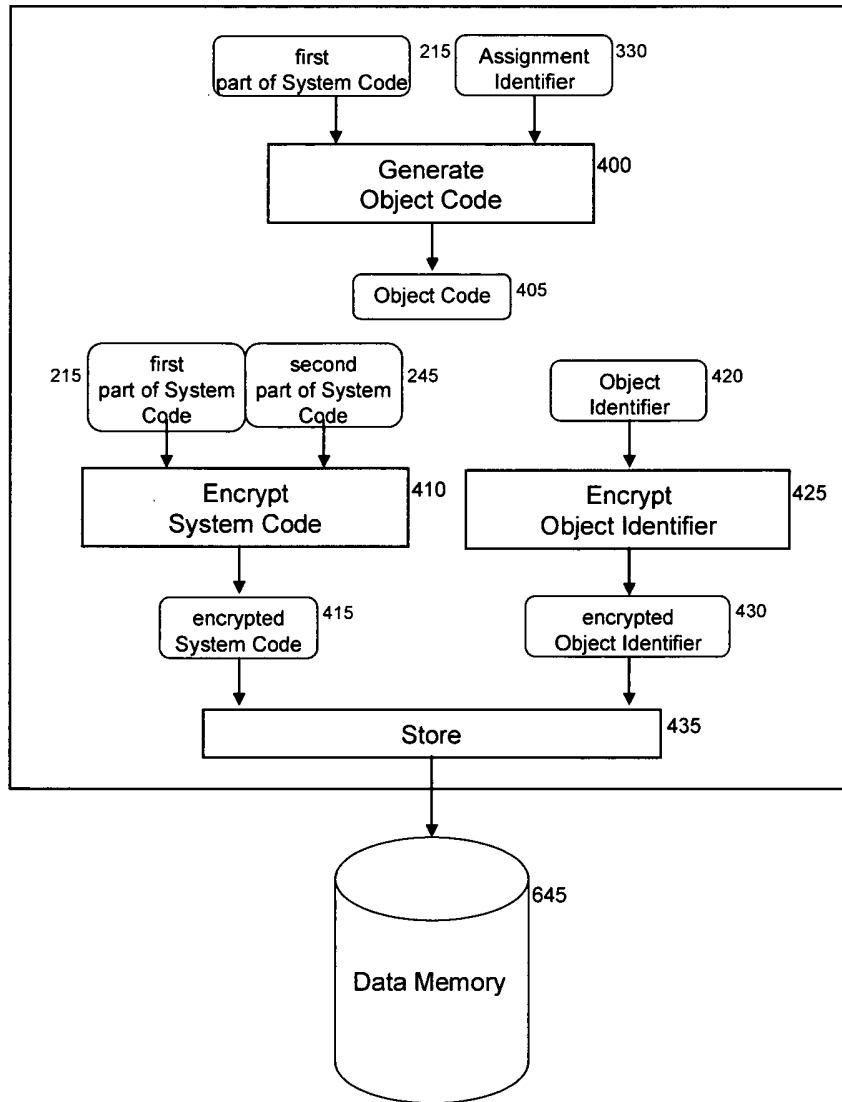 first
part of System Code
215
Assignment
Identifier
330
Generate
Object Code
400
Object Code
405
215
first
part of System
Code
second
part of System
Code
245
Object
Identifier
420
Encrypt
System Code
410
Encrypt
Object Identifier
425
encrypted
System Code
415
encrypted
Object Identifier
430
Store
435
645
Data Memory